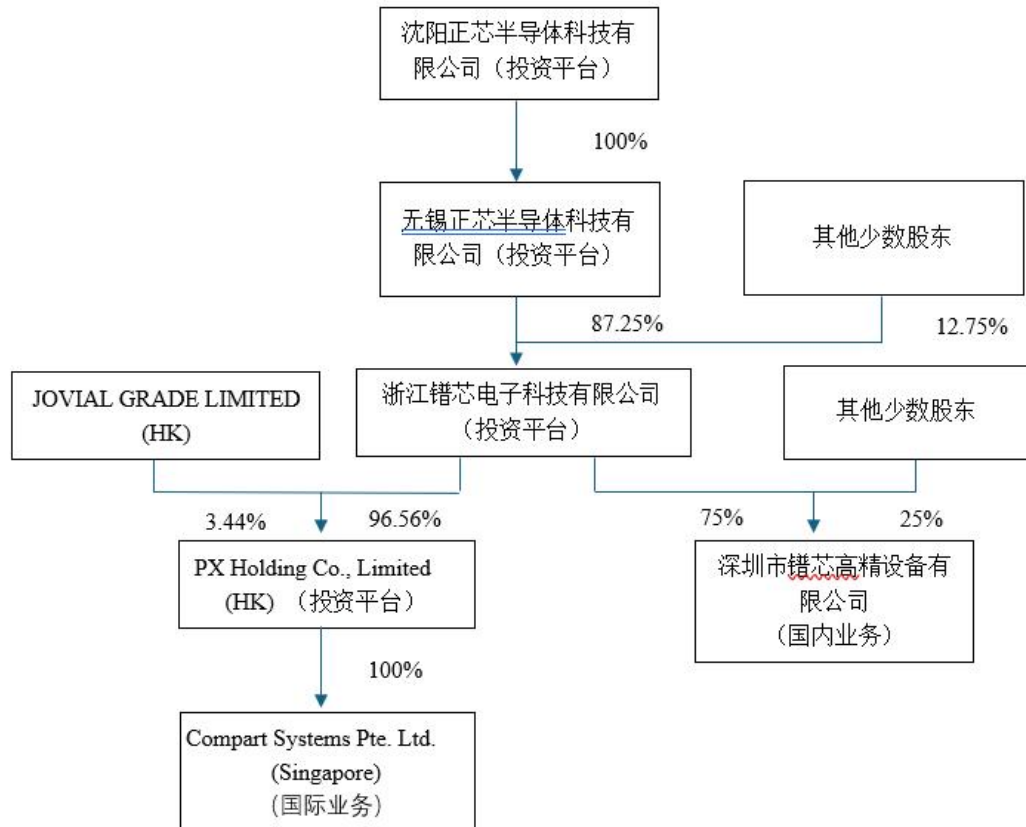 沈阳正芯半导体科技有
限公司（投资平台）
100%
无锡正芯半导体科技有
限公司（投资平台）
其他少数股东
87.25%
12.75%
JOVIAL GRADE LIMITED
(HK)
浙江镨芯电子科技有限公司
（投资平台）
其他少数股东
3.44%
96.56%
75%
25%
PX Holding Co., Limited
(HK) （投资平台）
深圳市镨芯高精设备有
限公司
（国内业务）
100%
Compart Systems Pte. Ltd.
(Singapore)
（国际业务）